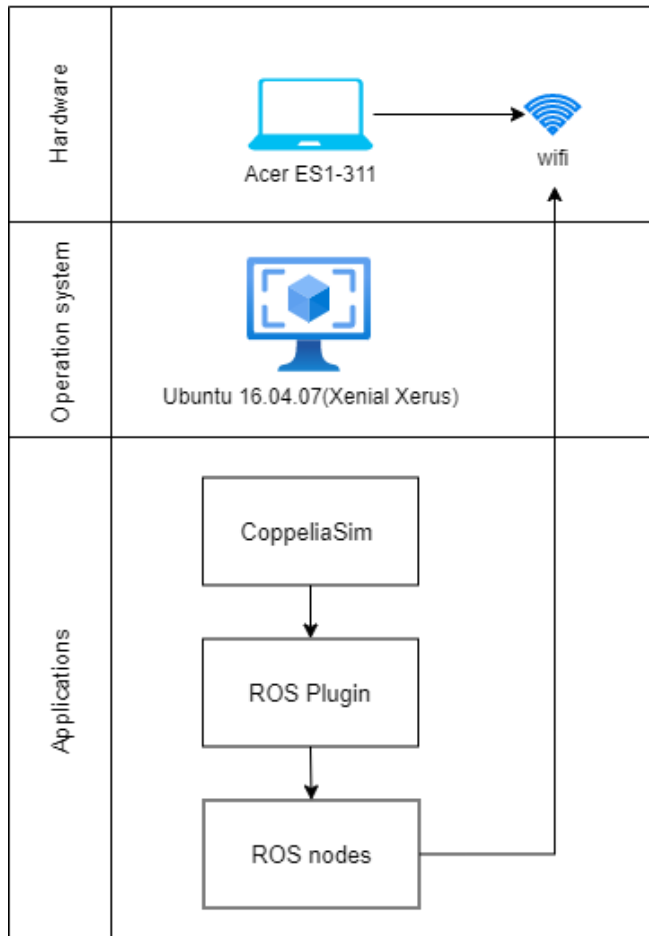 Hardware
Acer ES1-311
wifi
Operation system
Ubuntu 16.04.07(Xenial Xerus)
Applications
CoppeliaSim
ROS Plugin
ROS nodes